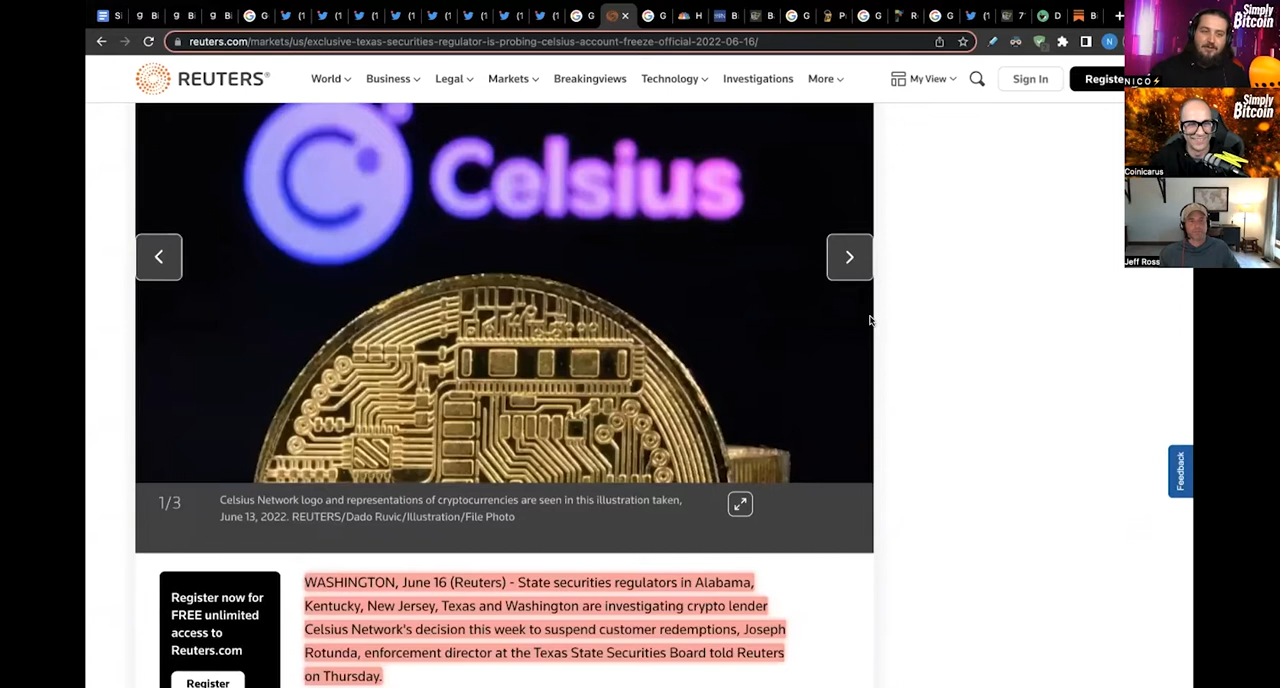 reuters.com/markets/us/exclusive-texas-securities-regulator-is-probing-celsius-account-freeze-official-2022-06-16/
REUTERS®
World Business Legal Markets Breakingviews Technology Investigations More My View Sign In Registe
Simply Bitcoin
NICO⚡
Simply Bitcoin
Coinicarus
Jeff Ross
Celsius
1/3
Celsius Network logo and representations of cryptocurrencies are seen in this illustration taken,
June 13, 2022. REUTERS/Dado Ruvic/Illustration/File Photo
Feedback
Register now for
FREE unlimited
access to
Reuters.com
Register
WASHINGTON, June 16 (Reuters) - State securities regulators in Alabama,
Kentucky, New Jersey, Texas and Washington are investigating crypto lender
Celsius Network's decision this week to suspend customer redemptions, Joseph
Rotunda, enforcement director at the Texas State Securities Board told Reuters
on Thursday.